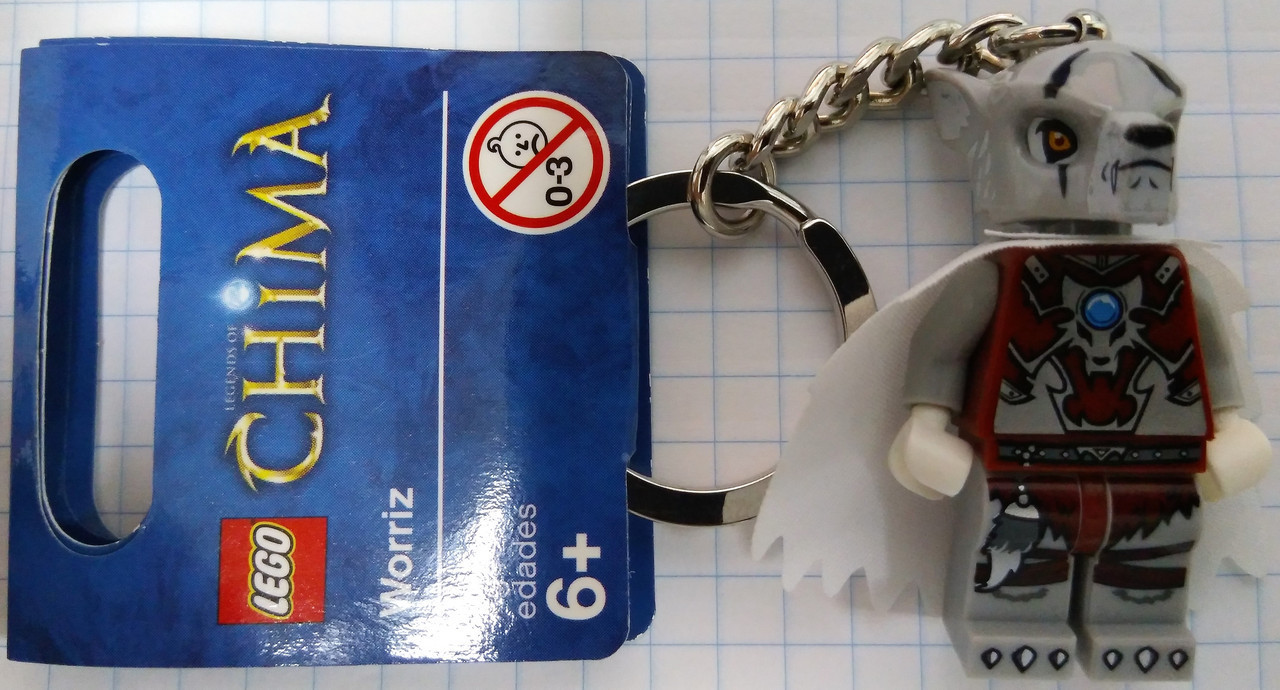 LEGO
LEGENDS OF
CHIMA
Worriz
edades
6+
0-3